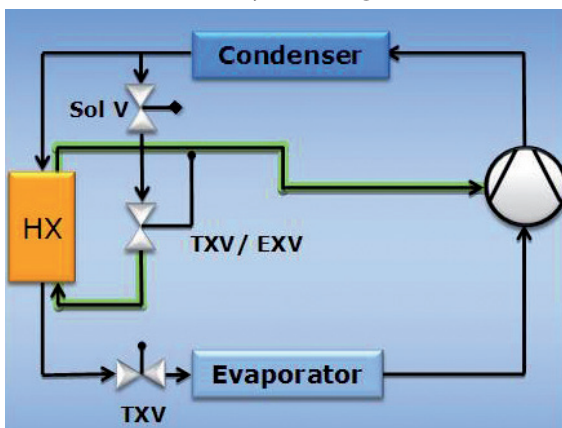 Condenser
Sol V
HX
TXV/ EXV
Evaporator
TXV